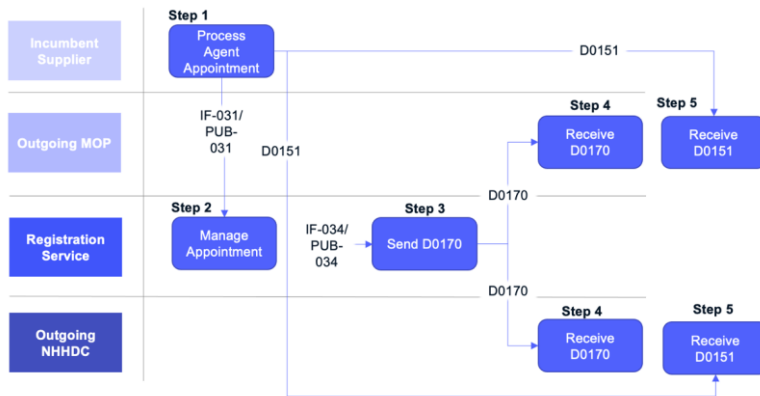 Step 1
Incumbent
Supplier
Process
Agent
Appointment
D0151
IF-031/
PUB-
031
D0151
Step 4
Step 5
Outgoing MOP
Receive
D0170
Receive
D0151
D0170
Step 2
Step 3
Registration
Service
Manage
Appointment
IF-034/
PUB-
034
Send D0170
D0170
Step 4
Step 5
Outgoing
NHHDC
Receive
D0170
Receive
D0151